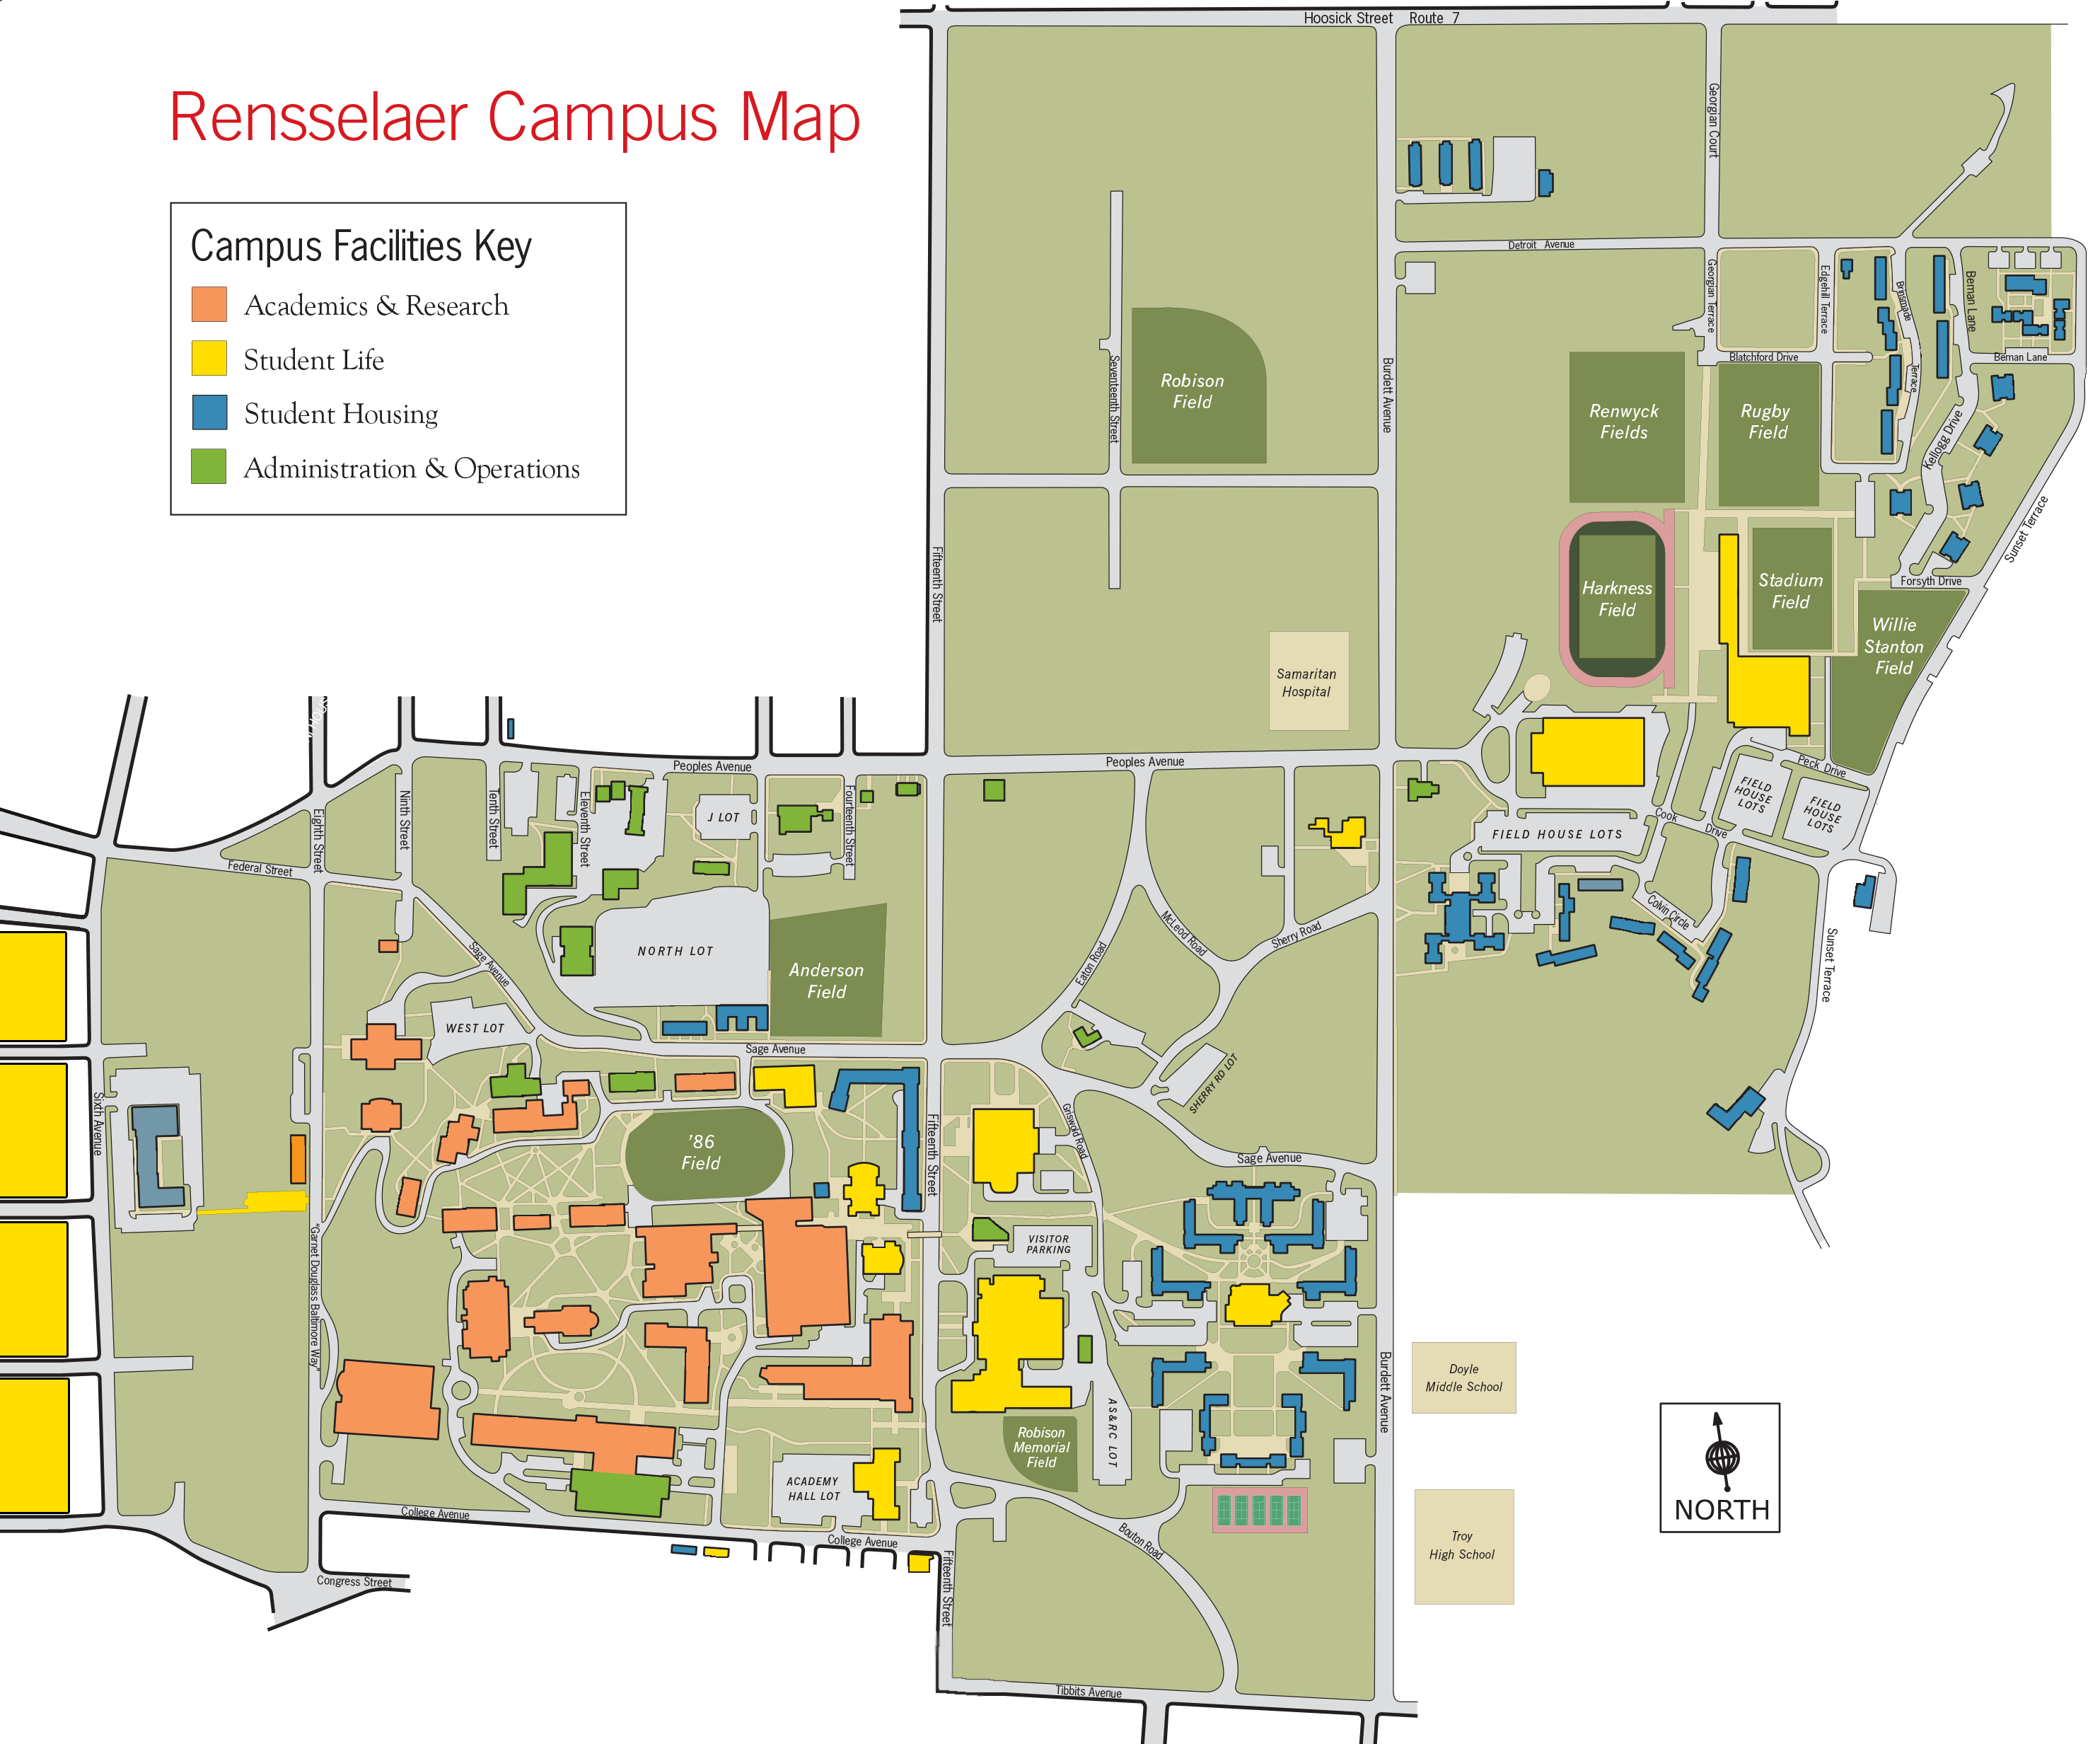 Hoosick Street Route 7
Rensselaer Campus Map
Campus Facilities Key
Academics & Research
Student Life
Student Housing
Administration & Operations
Georgian Court
Detroit Avenue
Georgian Terrace
Edgehill Terrace
Brinsmade
Terrace
Beman Lane
Beman Lane
Blatchford Drive
Seventeenth Street
Burdett Avenue
Robison
Field
Renwyck
Fields
Rugby
Field
Kellogg Drive
Sunset Terrace
Fifteenth Street
Harkness
Field
Stadium
Field
Forsyth Drive
Willie
Stanton
Field
Samaritan
Hospital
Peoples Avenue
Peoples Avenue
Peck Drive
FIELD
HOUSE
LOTS
FIELD
HOUSE
LOTS
Cook
Drive
FIELD HOUSE LOTS
Eighth Street
Ninth Street
Tenth Street
Eleventh Street
J LOT
Fourteenth Street
Federal Street
Colvin Circle
McLeod Road
Sherry Road
Eaton Road
Sage Avenue
NORTH LOT
Anderson
Field
Sunset Terrace
WEST LOT
Sage Avenue
SHERRY RD LOT
Sixth Avenue
'86
Field
Fifteenth Street
Griswold Road
Sage Avenue
VISITOR
PARKING
"Garnet Douglass Baltimore Way"
Burdett Avenue
Doyle
Middle School
AS&RC LOT
Robison
Memorial
Field
ACADEMY
HALL LOT
College Avenue
College Avenue
Bouton Road
Troy
High School
NORTH
Congress Street
Fifteenth Street
Tibbits Avenue